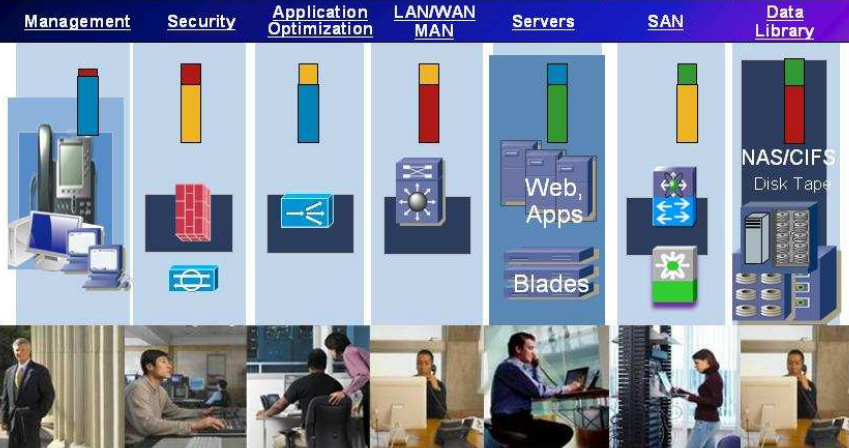 Management
Security
Application
Optimization
LAN/WAN
MAN
Servers
SAN
Data
Library
Web,
Apps
Blades
NAS/CIFS
Disk Tape